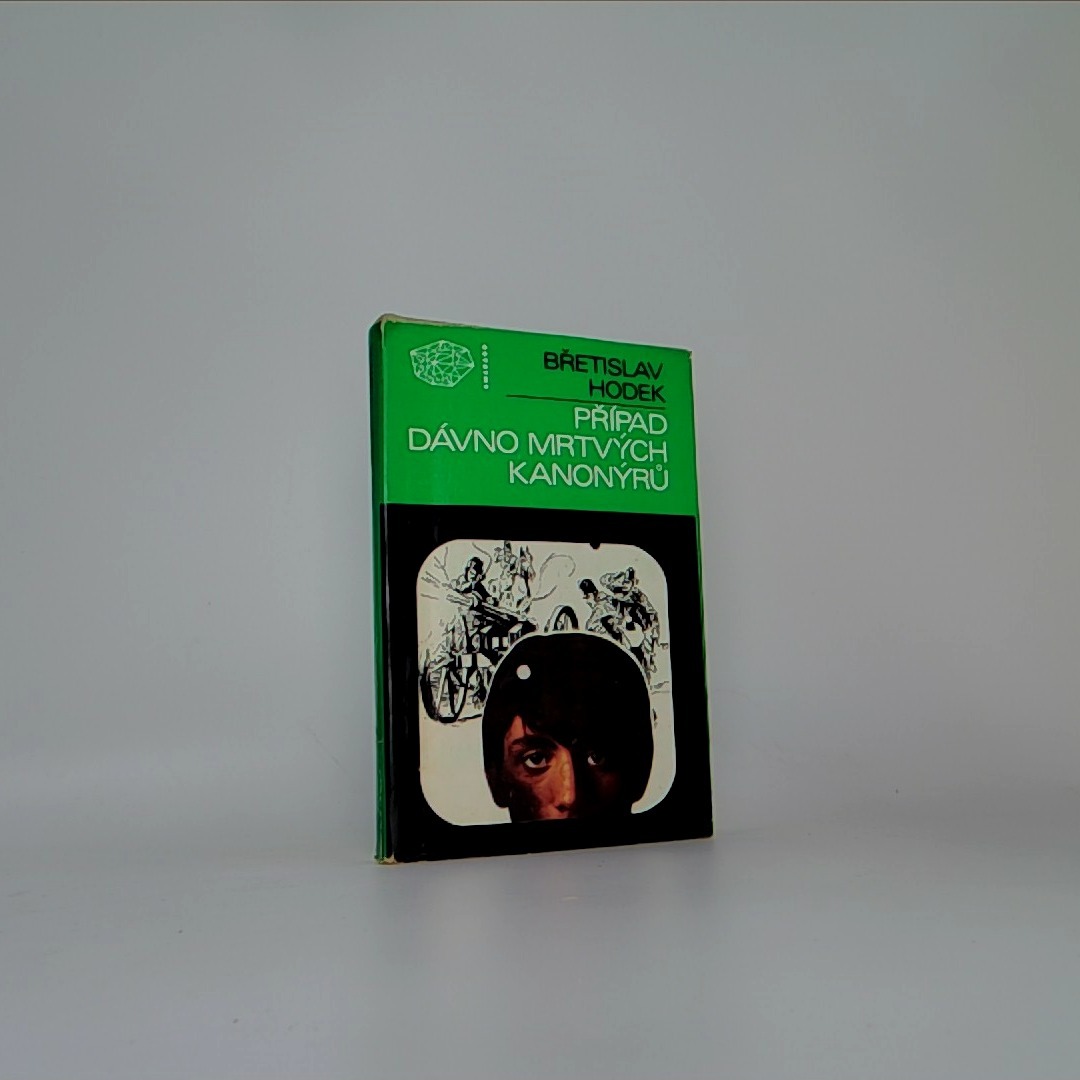 BŘETISLAV
HODEK
PŘÍPAD
DÁVNO MRTVÝCH
KANONÝRŮ